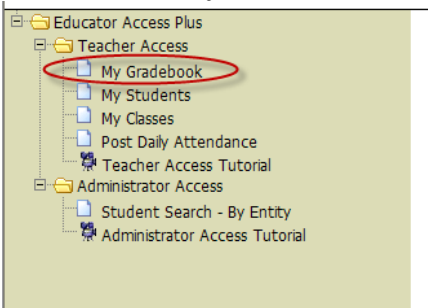 Educator Access Plus
Teacher Access
My Gradebook
My Students
My Classes
Post Daily Attendance
Teacher Access Tutorial
Administrator Access
Student Search - By Entity
Administrator Access Tutorial